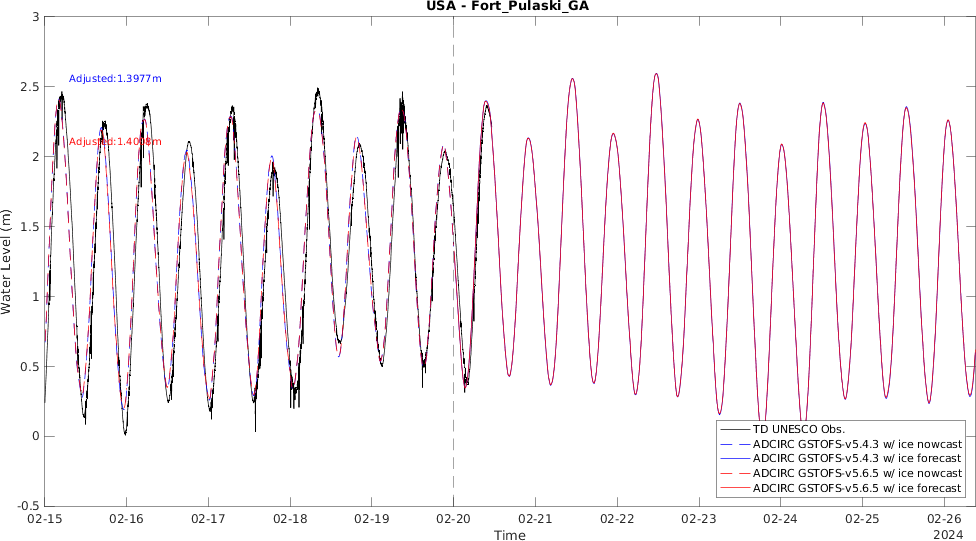 USA - Fort_Pulaski_GA
3
2.5
2
1.5
1
0.5
0
-0.5
Water Level (m)
Adjusted:1.3977m
Adjusted:1.4008m
TD UNESCO Obs.
ADCIRC GSTOFS-v5.4.3 w/ ice nowcast
ADCIRC GSTOFS-v5.4.3 w/ ice forecast
ADCIRC GSTOFS-v5.6.5 w/ ice nowcast
ADCIRC GSTOFS-v5.6.5 w/ ice forecast
02-15 02-16 02-17 02-18 02-19 02-20 02-21 02-22 02-23 02-24 02-25 02-26
Time
2024